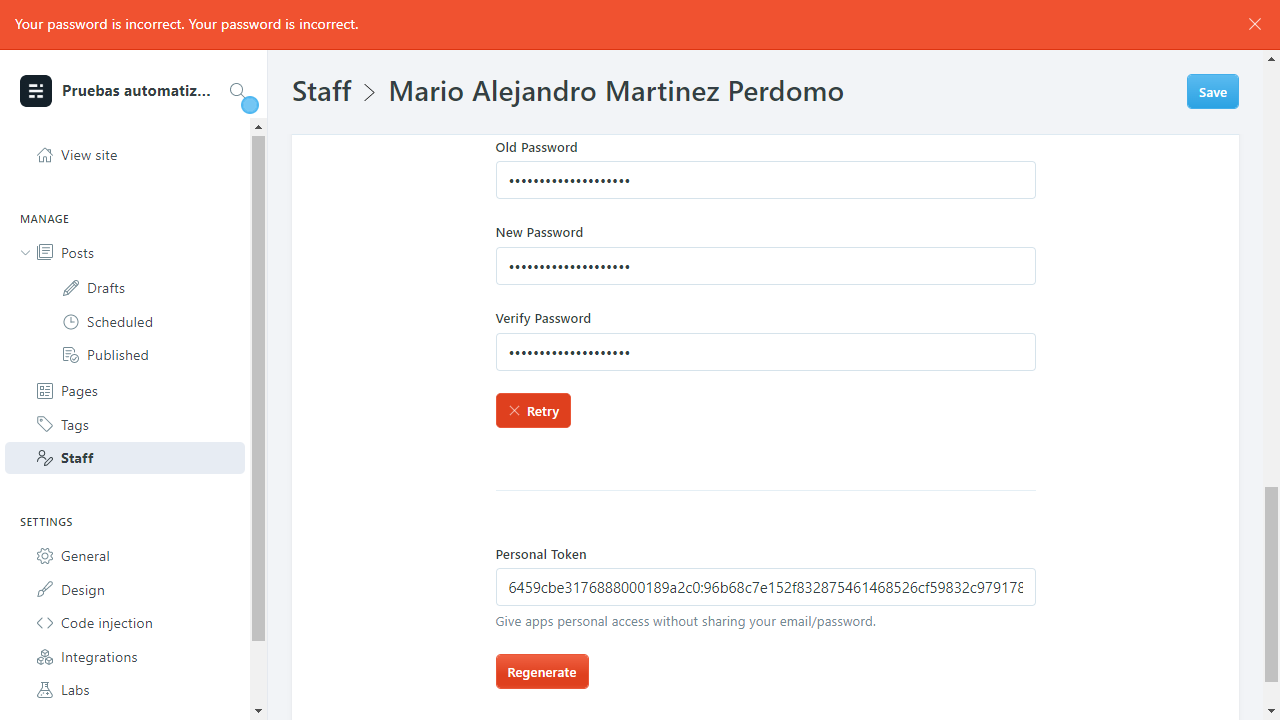 Your password is incorrect. Your password is incorrect.
Pruebas automatiz...
Staff > Mario Alejandro Martinez Perdomo
Save
View site
MANAGE
Posts
Drafts
Scheduled
Published
Pages
Tags
Staff
SETTINGS
General
Design
Code injection
Integrations
Labs
Old Password
••••••••••••••••••••
New Password
••••••••••••••••••••
Verify Password
••••••••••••••••••••
Retry
Personal Token
6459cbe3176888000189a2c0:96b68c7e152f832875461468526cf59832c979178
Give apps personal access without sharing your email/password.
Regenerate